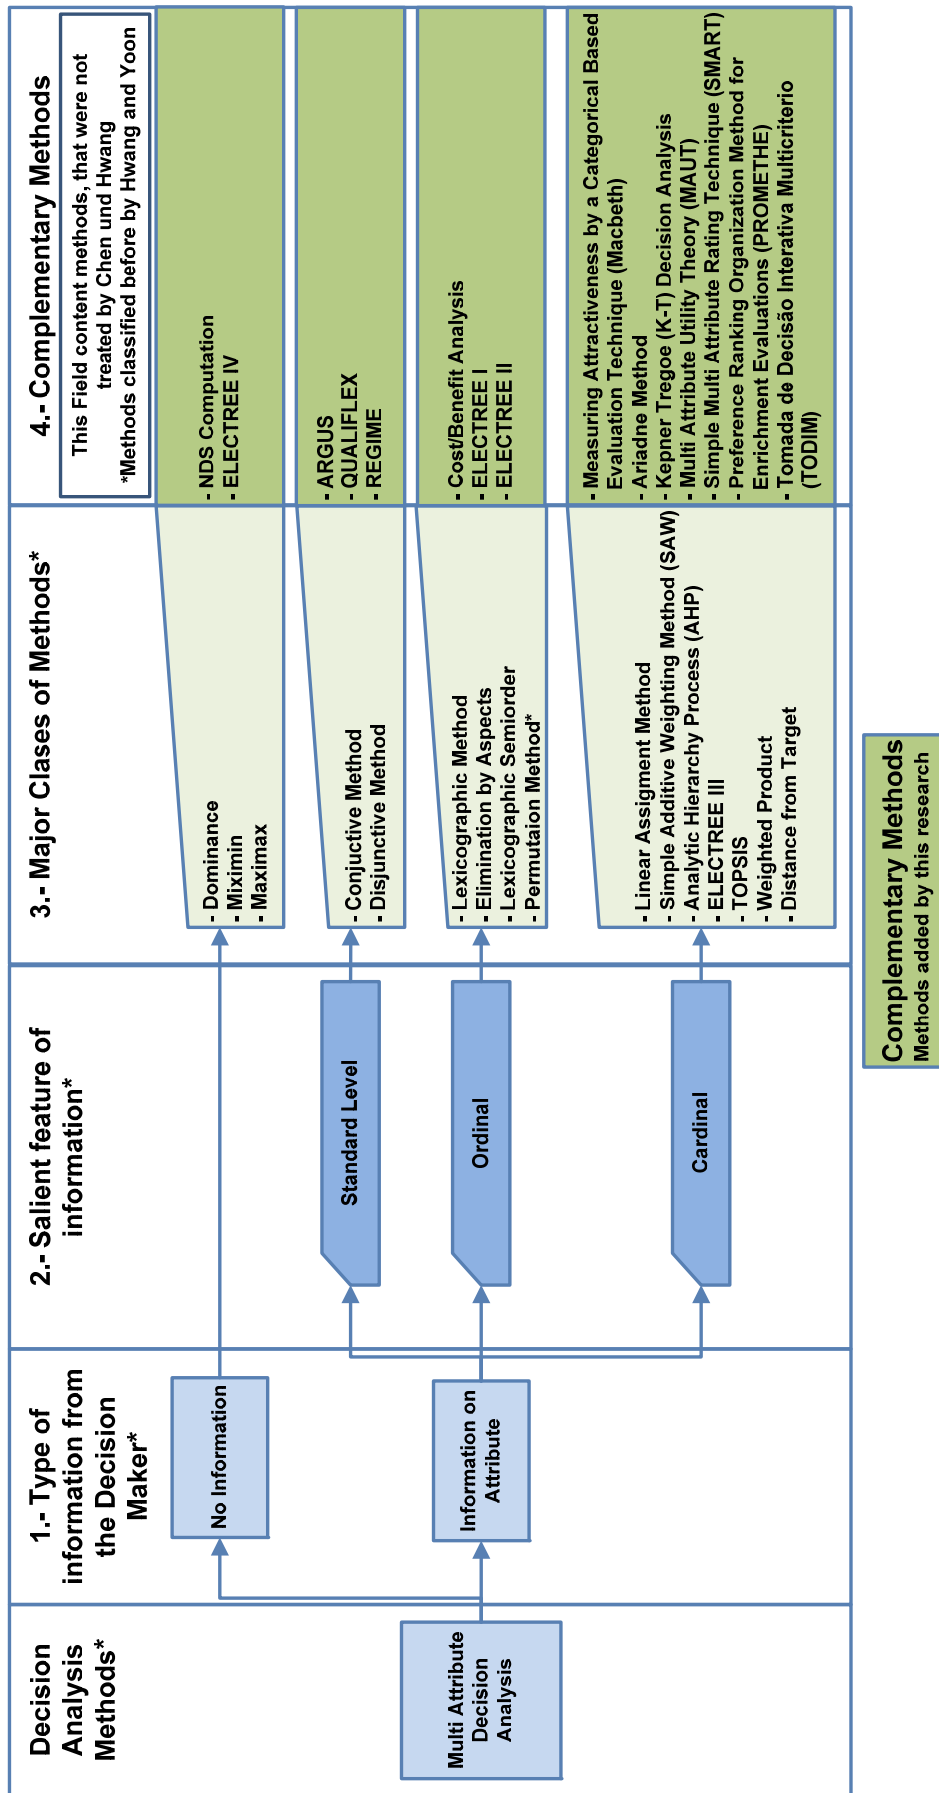 Decision
Analysis
Methods*
1.- Type of
information from
the Decision
Maker*
2.- Salient feature of
information*
3.- Major Classes of Methods*
4.- Complementary Methods
This Field content methods, that were not
treated by Chen und Hwang
*Methods classified before by Hwang and Yoon
Multi Attribute
Decision
Analysis
No Information
Information on
Attribute
Standard Level
Ordinal
Cardinal
- Dominance
- Miximin
- Maximax
- NDS Computation
- ELECTREE IV
- Conjuctive Method
- Disjunctive Method
- ARGUS
- QUALIFLEX
- REGIME
- Lexicographic Method
- Elimination by Aspects
- Lexicographic Semiorder
- Permutaion Method*
- Cost/Benefit Analysis
- ELECTREE I
- ELECTREE II
- Linear Assigment Method
- Simple Additive Weighting Method (SAW)
- Analytic Hierarchy Process (AHP)
- ELECTREE III
- TOPSIS
- Weighted Product
- Distance from Target
- Measuring Attractiveness by a Categorical Based
Evaluation Technique (Macbeth)
- Ariadne Method
- Kepner Tregoe (K-T) Decision Analysis
- Multi Attribute Utility Theory (MAUT)
- Simple Multi Attribute Rating Technique (SMART)
- Preference Ranking Organization Method for
Enrichment Evaluations (PROMETHE)
- Tomada de Decisão Interativa Multicriterio
(TODIM)
Complementary Methods
Methods added by this research